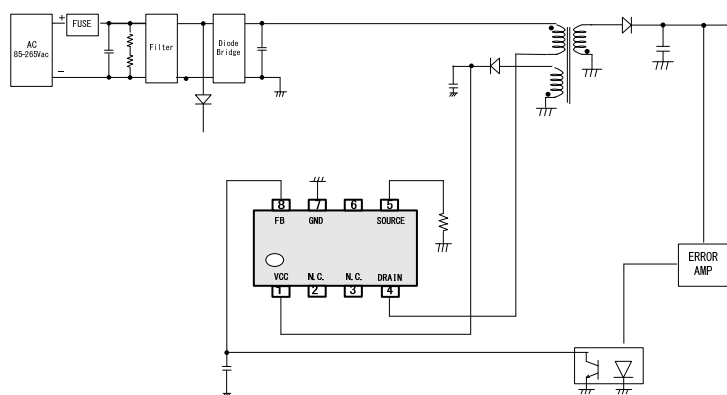 AC
85-265Vac
+
−
FUSE
Filter
Diode
Bridge
8
7
6
5
FB
GND
SOURCE
VCC
N.C.
N.C.
DRAIN
1
2
3
4
ERROR
AMP